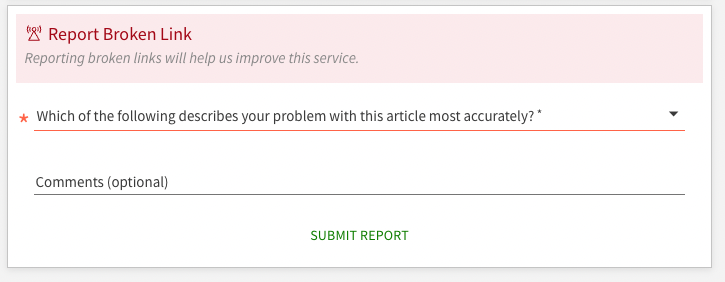 Report Broken Link
Reporting broken links will help us improve this service.
* Which of the following describes your problem with this article most accurately? *
Comments (optional)
SUBMIT REPORT